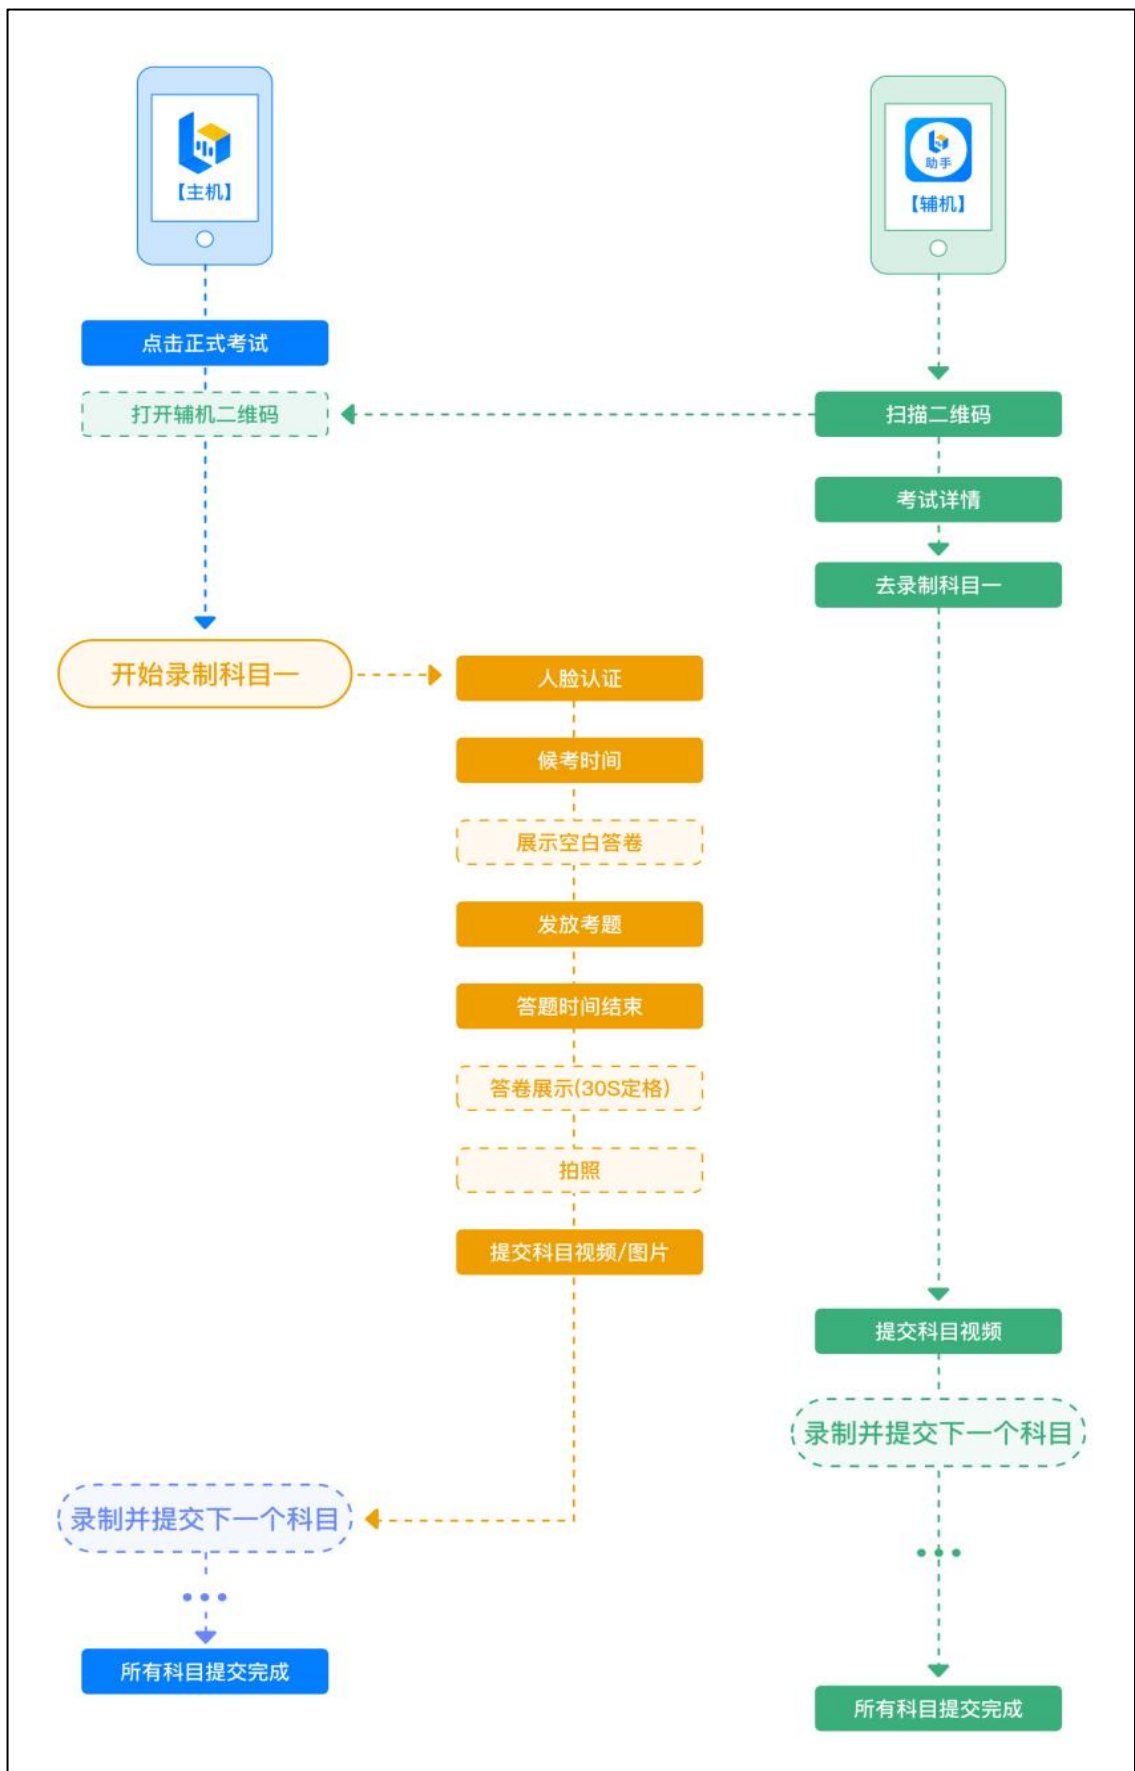 【主机】
助手
【辅机】
点击正式考试
打开辅机二维码
扫描二维码
考试详情
去录制科目一
开始录制科目一
人脸认证
候考时间
展示空白答卷
发放考题
答题时间结束
答卷展示(30S定格)
拍照
提交科目视频/图片
提交科目视频
录制并提交下一个科目
录制并提交下一个科目
所有科目提交完成
所有科目提交完成